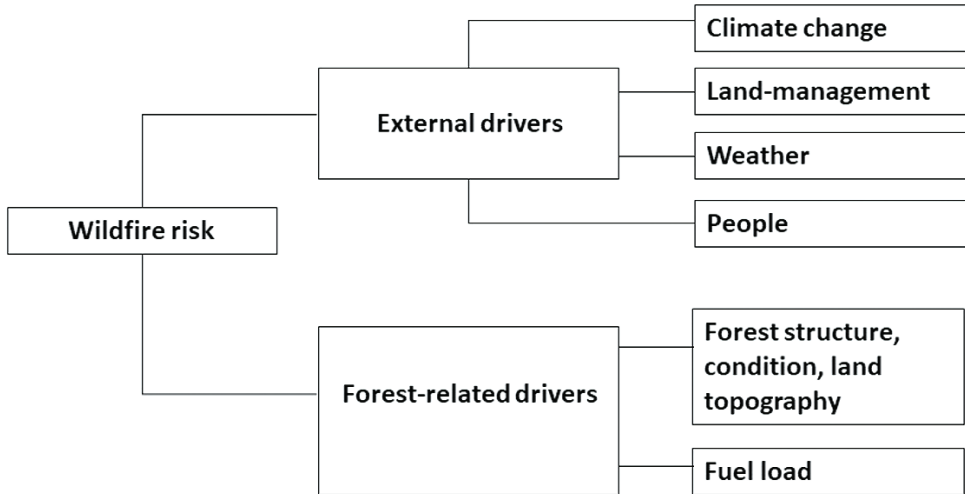 Climate change
Land-management
External drivers
Weather
People
Wildfire risk
Forest structure,
condition, land
topography
Forest-related drivers
Fuel load